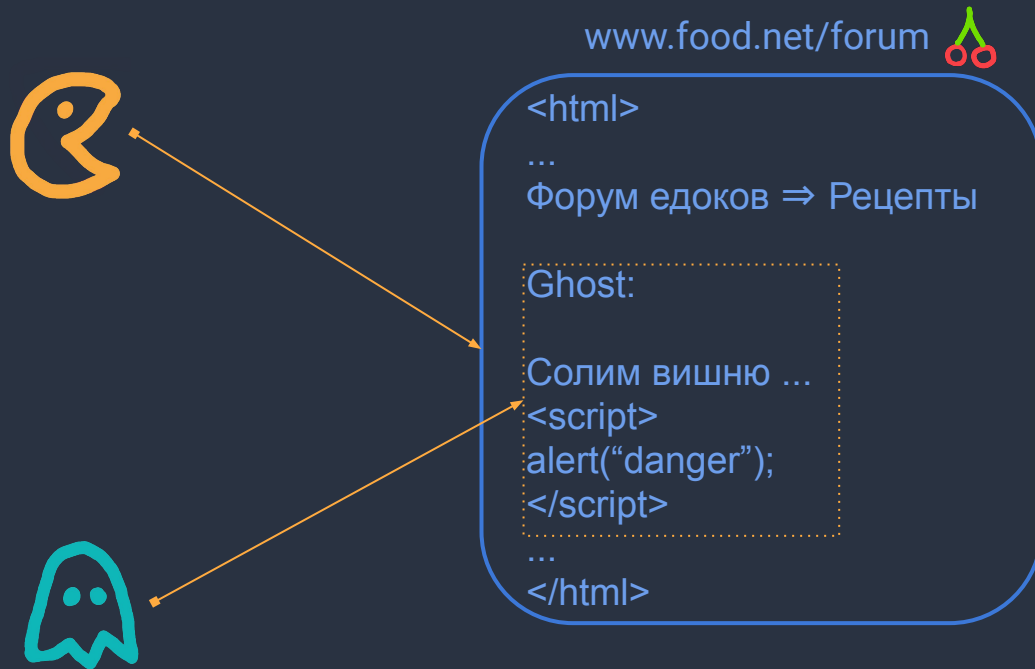 www.food.net/forum
<html>
...
Форум едоков ⇒ Рецепты
Ghost:
Солим вишню ...
<script>
alert(“danger”);
</script>
...
</html>